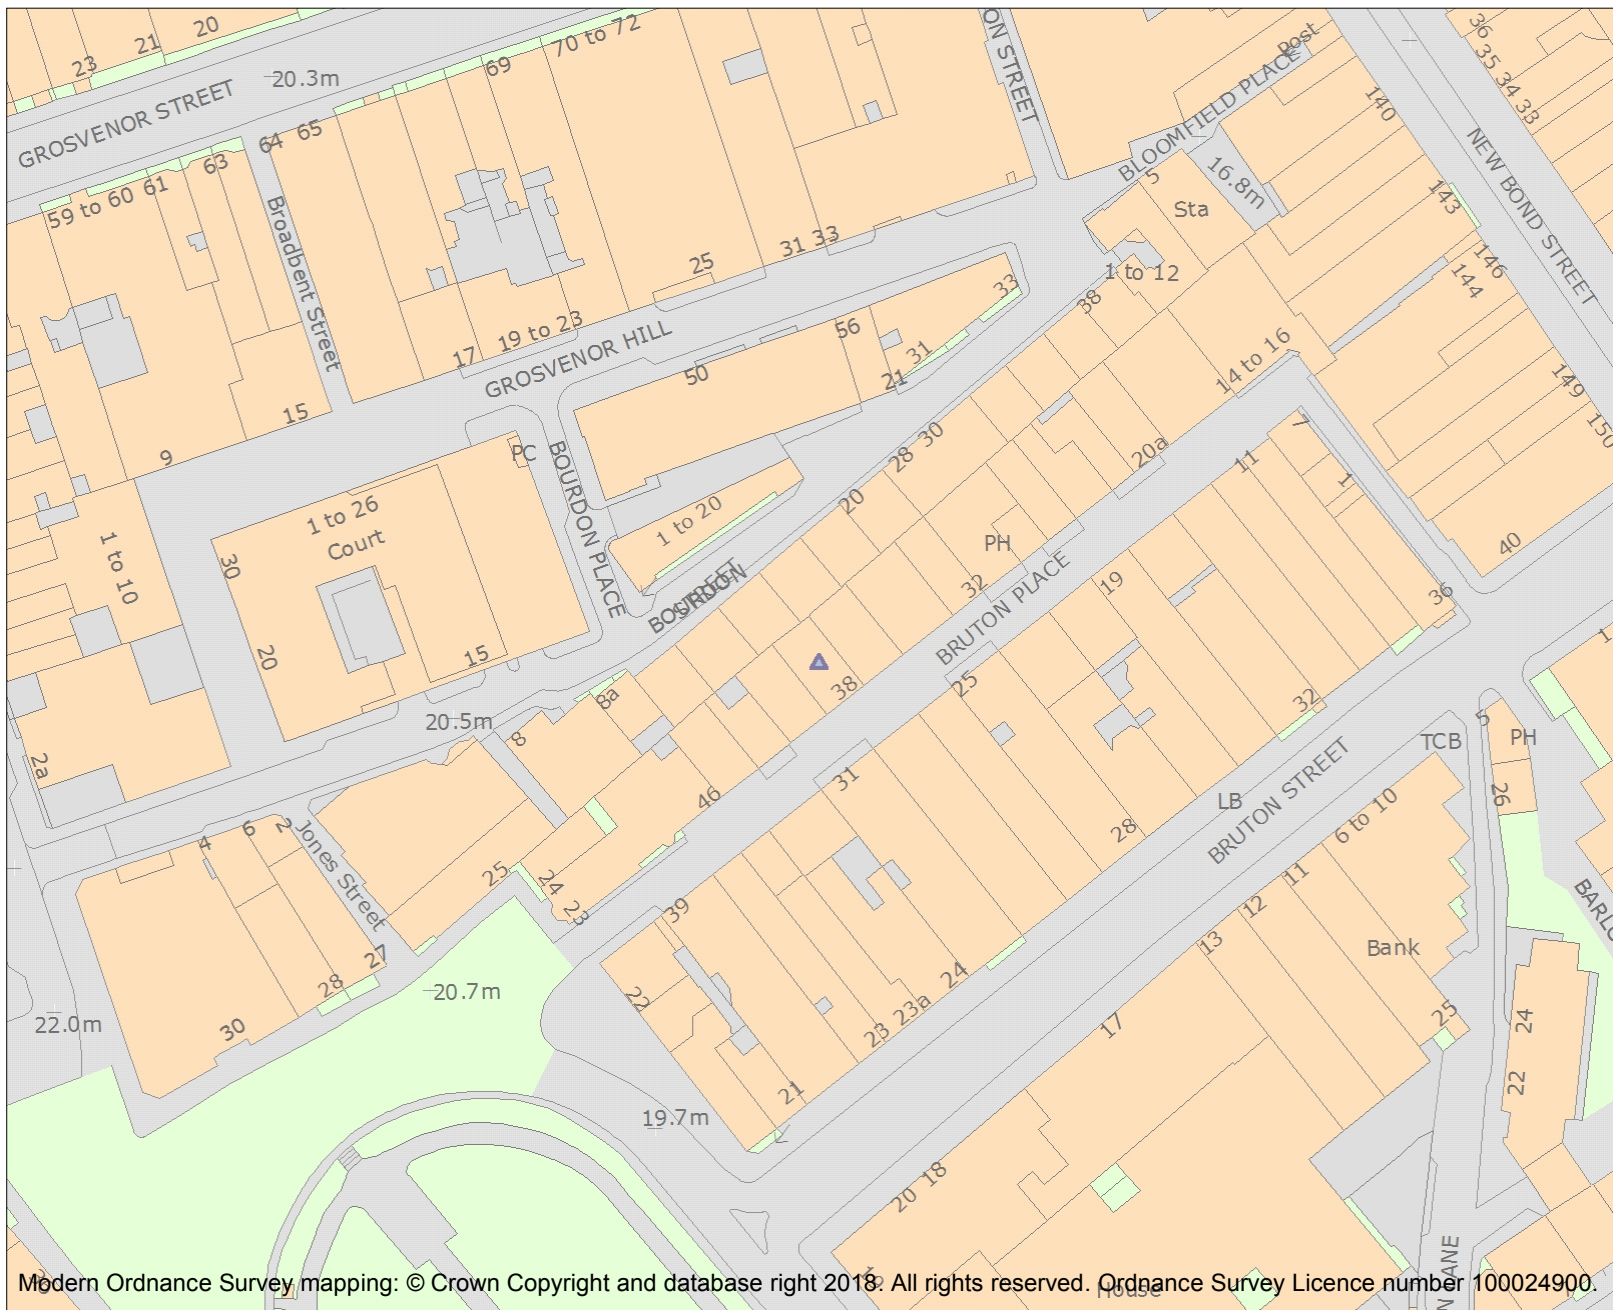 20
21
23
70 to 72
69
20.3m
GROSVENOR STREET
64 65
63
59 to 60 61
Broadbent Street
ON STREET
Post
BLOOMFIELD PLACE
5
16.8m
Sta
36
35
34
33
140
NEW BOND STREET
143
146
144
149
150
25
31 33
1 to 12
38
33
17
19 to 23
GROSVENOR HILL
56
50
31
21
14 to 16
15
9
PC
BOURDON PLACE
28 30
20
20a
7
11
1
1 to 26
Court
30
20
15
1 to 10
1 to 20
BOURDON
STREET
PH
32
BRUTON PLACE
19
40
36
38
25
32
8a
8
20.5m
2a
46
31
28
LB
BRUTON STREET
TCB
5
PH
26
6 to 10
11
12
13
Bank
BARLO
4
6
2
Jones Street
25
24
23
39
27
28
30
20.7m
22.0m
22
23 23a 24
21
19.7m
17
25
24
22
20 18
House
N LANE
Modern Ordnance Survey mapping: © Crown Copyright and database right 2018. All rights reserved. Ordnance Survey Licence number 100024900.